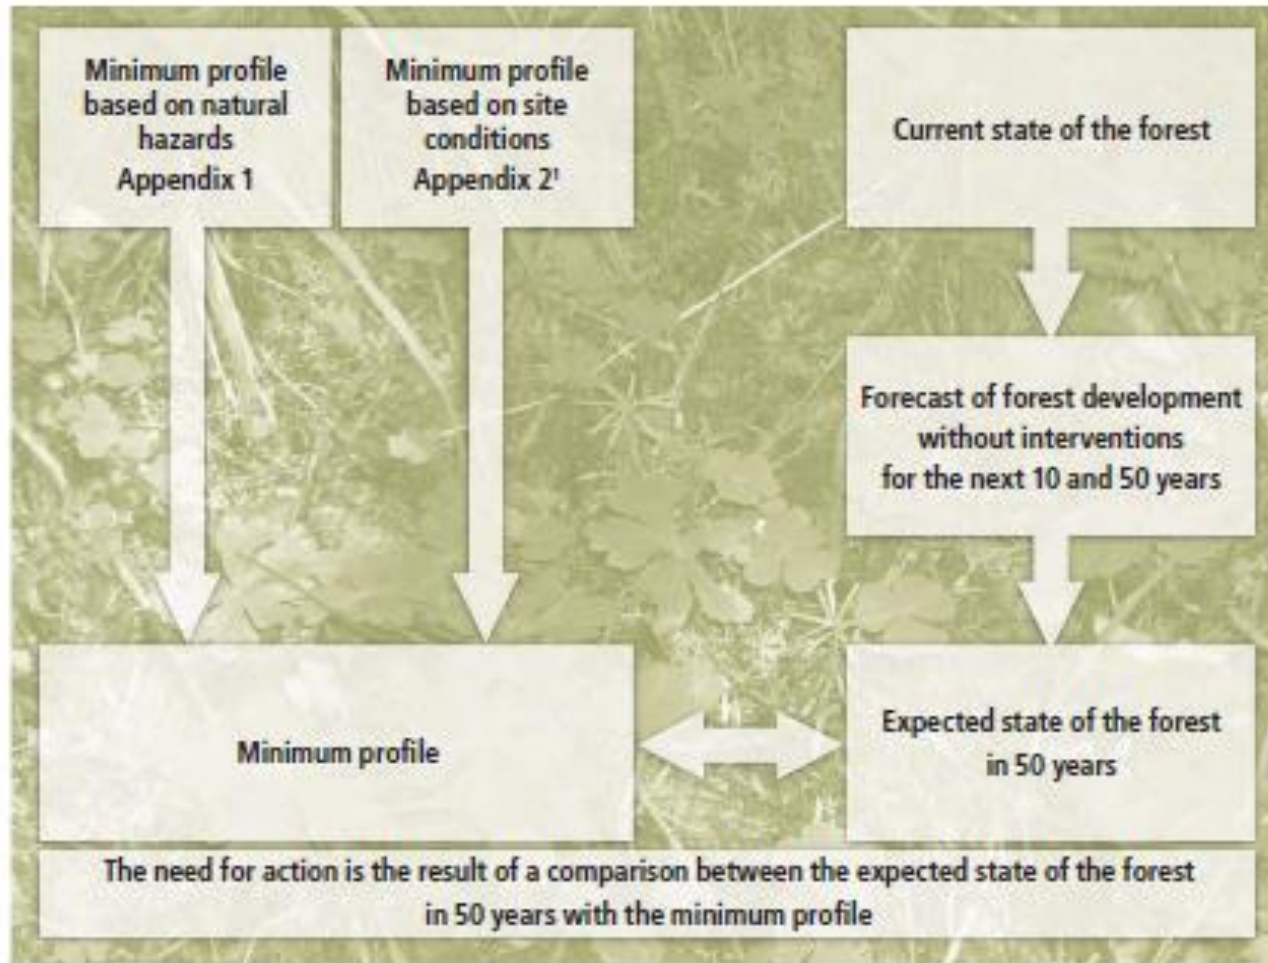 Minimum profile
based on natural
hazards
Appendix 1
Minimum profile
based on site
conditions
Appendix 2¹
Current state of the forest
Forecast of forest development
without interventions
for the next 10 and 50 years
Minimum profile
Expected state of the forest
in 50 years
The need for action is the result of a comparison between the expected state of the forest
in 50 years with the minimum profile